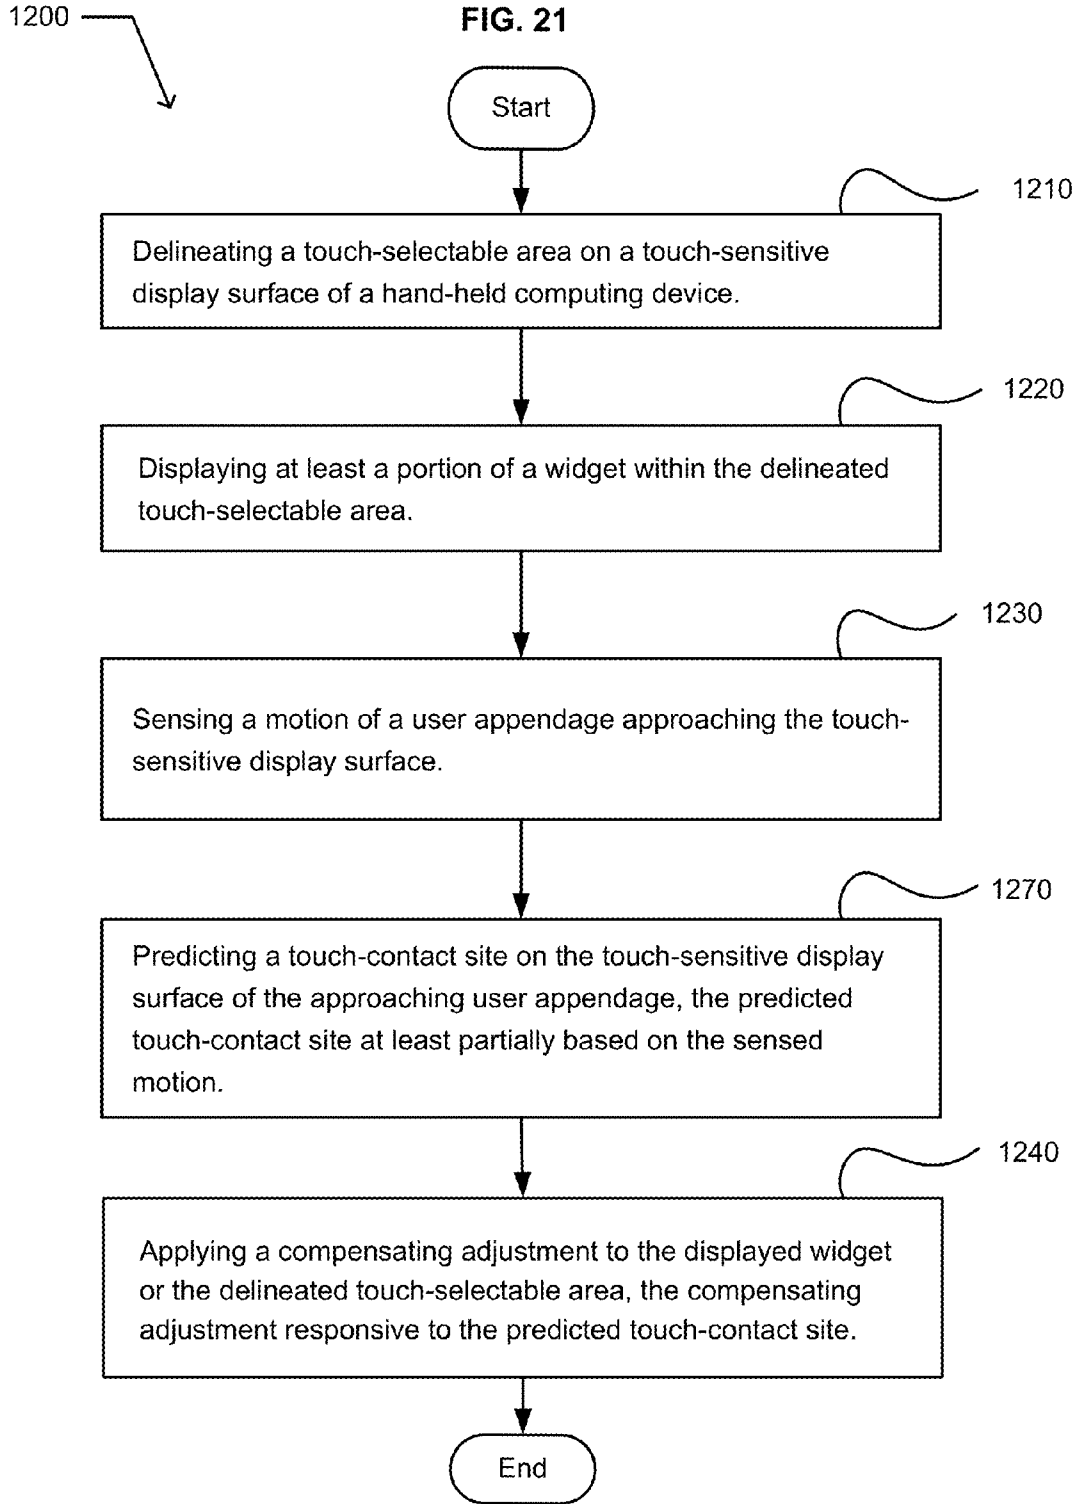 1200
FIG. 21
Start
1210
Delineating a touch-selectable area on a touch-sensitive
display surface of a hand-held computing device.
1220
Displaying at least a portion of a widget within the delineated
touch-selectable area.
1230
Sensing a motion of a user appendage approaching the touch-
sensitive display surface.
1270
Predicting a touch-contact site on the touch-sensitive display
surface of the approaching user appendage, the predicted
touch-contact site at least partially based on the sensed
motion.
1240
Applying a compensating adjustment to the displayed widget
or the delineated touch-selectable area, the compensating
adjustment responsive to the predicted touch-contact site.
End